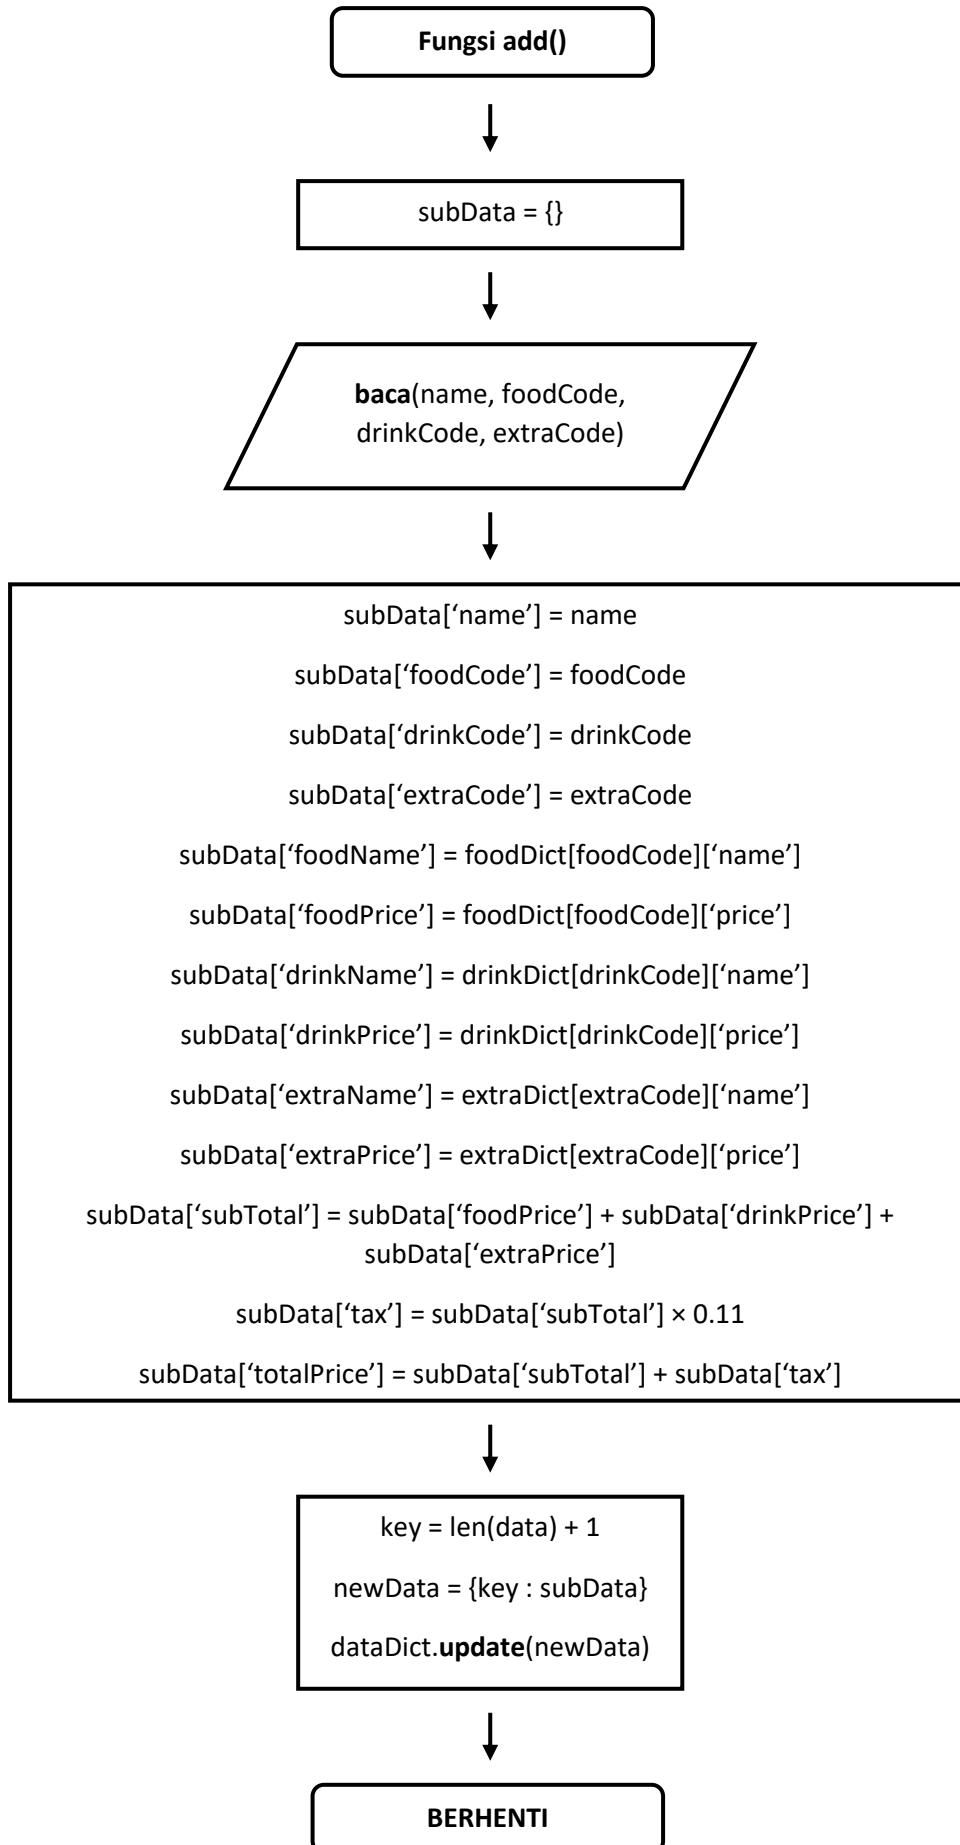 Fungsi add()
subData = {}
baca(name, foodCode,
drinkCode, extraCode)
subData[‘name’] = name
subData[‘foodCode’] = foodCode
subData[‘drinkCode’] = drinkCode
subData[‘extraCode’] = extraCode
subData[‘foodName’] = foodDict[foodCode][‘name’]
subData[‘foodPrice’] = foodDict[foodCode][‘price’]
subData[‘drinkName’] = drinkDict[drinkCode][‘name’]
subData[‘drinkPrice’] = drinkDict[drinkCode][‘price’]
subData[‘extraName’] = extraDict[extraCode][‘name’]
subData[‘extraPrice’] = extraDict[extraCode][‘price’]
subData[‘subTotal’] = subData[‘foodPrice’] + subData[‘drinkPrice’] +
subData[‘extraPrice’]
subData[‘tax’] = subData[‘subTotal’] × 0.11
subData[‘totalPrice’] = subData[‘subTotal’] + subData[‘tax’]
key = len(data) + 1
newData = {key : subData}
dataDict.update(newData)
BERHENTI